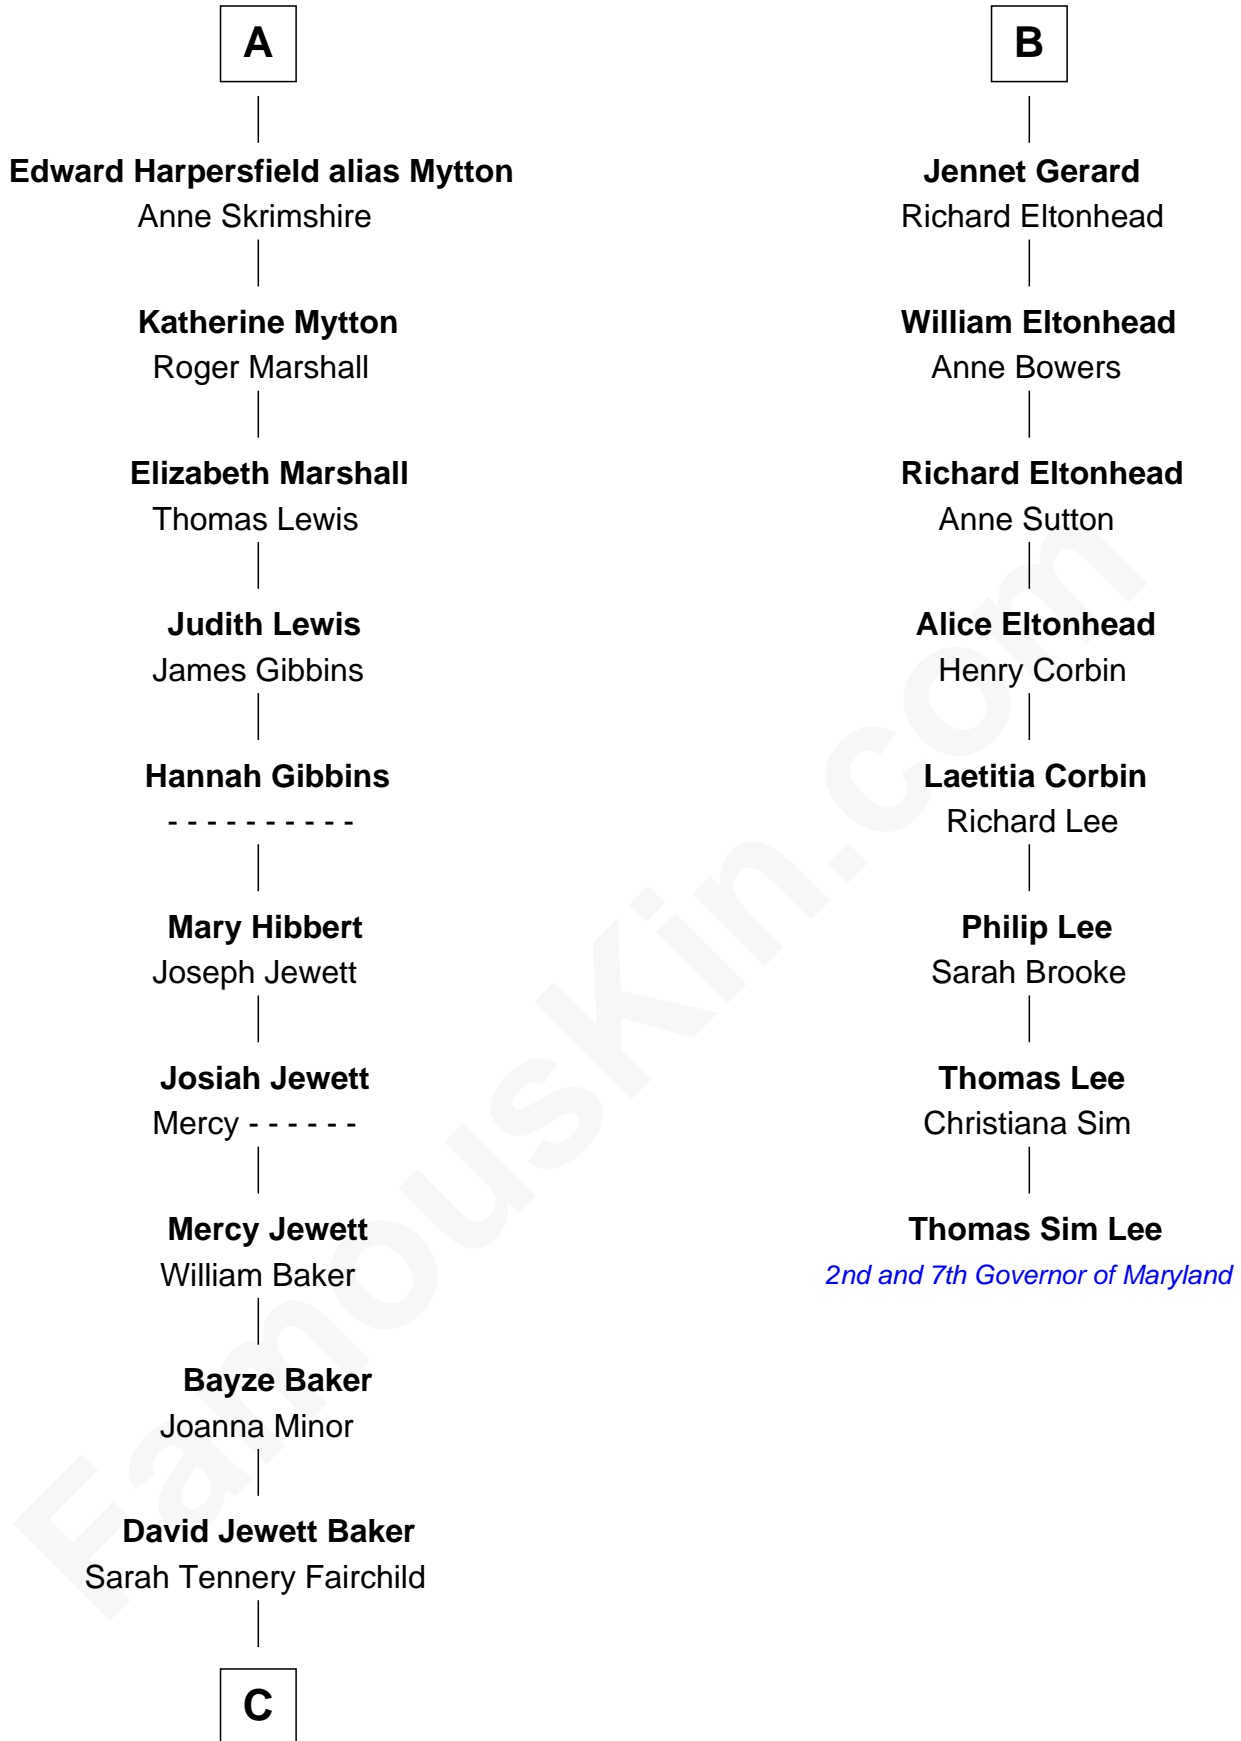 A
Edward Harpersfield alias Mytton
Anne Skrimshire
Katherine Mytton
Roger Marshall
Elizabeth Marshall
Thomas Lewis
Judith Lewis
James Gibbins
Hannah Gibbins
- - - - - - - - - -
Mary Hibbert
Joseph Jewett
Josiah Jewett
Mercy - - - - - -
Mercy Jewett
William Baker
Bayze Baker
Joanna Minor
David Jewett Baker
Sarah Tennery Fairchild
C
B
Jennet Gerard
Richard Eltonhead
William Eltonhead
Anne Bowers
Richard Eltonhead
Anne Sutton
Alice Eltonhead
Henry Corbin
Laetitia Corbin
Richard Lee
Philip Lee
Sarah Brooke
Thomas Lee
Christiana Sim
Thomas Sim Lee
2nd and 7th Governor of Maryland
FamousKin.com